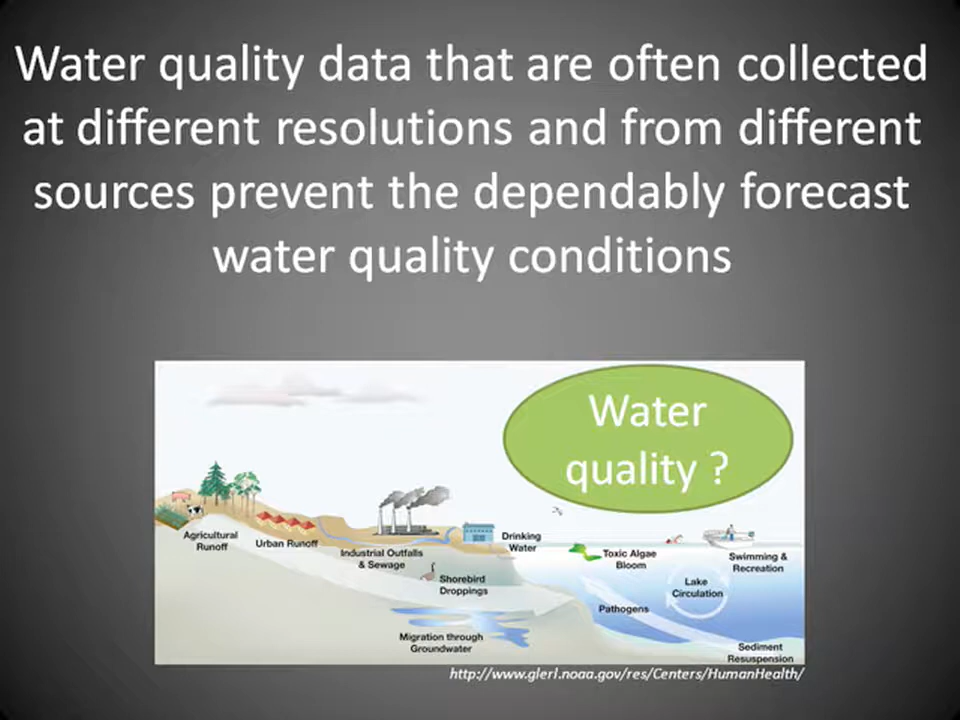 Water quality data that are often collected
at different resolutions and from different
sources prevent the dependably forecast
water quality conditions
Water
quality ?
Agricultural
Runoff
Urban Runoff
Industrial Outfalls
& Sewage
Drinking
Water
Shorebird
Droppings
Migration through
Groundwater
Toxic Algae
Bloom
Swimming &
Recreation
Lake
Circulation
Pathogens
Sediment
Resuspension
http://www.glerl.noaa.gov/res/Centers/HumanHealth/